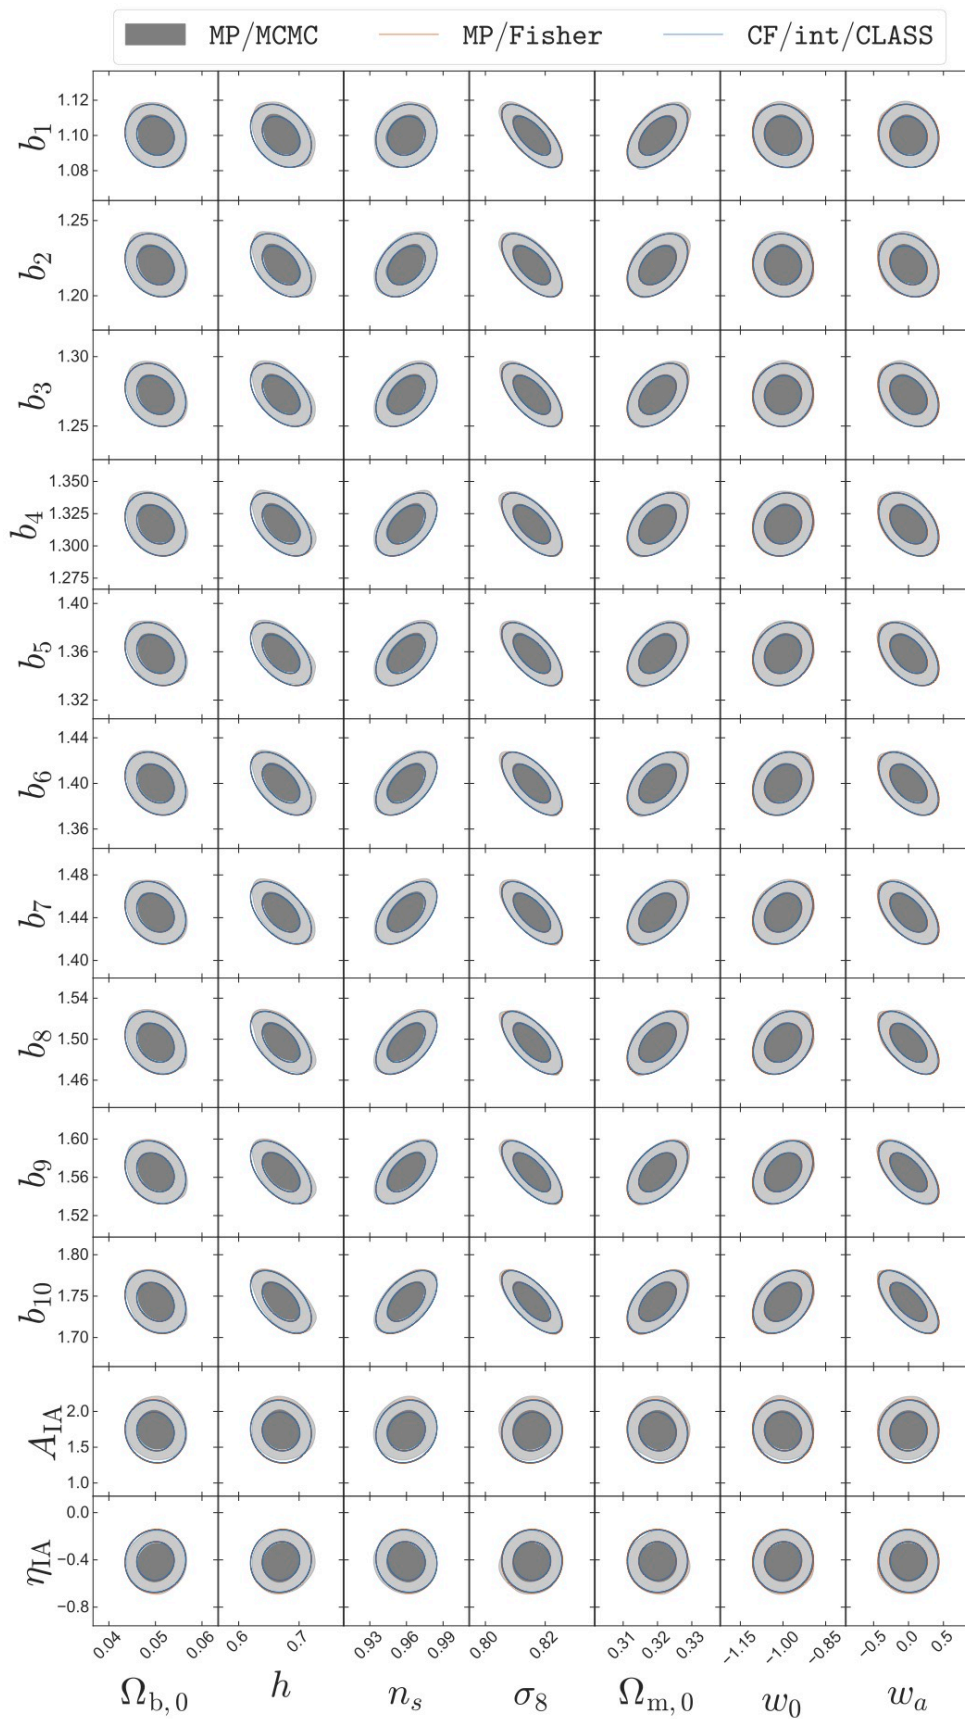 MP/MCMC MP/Fisher CF/int/CLASS
b₁ 1.12 1.10 1.08
b₂ 1.25 1.20
b₃ 1.30 1.25
b₄ 1.350 1.325 1.300 1.275
b₅ 1.40 1.36 1.32
b₆ 1.44 1.40 1.36
b₇ 1.48 1.44 1.40
b₈ 1.54 1.50 1.46
b₉ 1.60 1.56 1.52
b₁₀ 1.80 1.75 1.70
A_IA 2.0 1.5 1.0
η_IA 0.0 −0.4 −0.8
0.04 0.05 0.06 0.6 0.7 0.93 0.96 0.99 0.80 0.82 0.31 0.32 0.33 −1.15 −1.00 −0.85 −0.5 0.0 0.5
Ω_b,0 h n_s σ₈ Ω_m,0 w₀ w_a